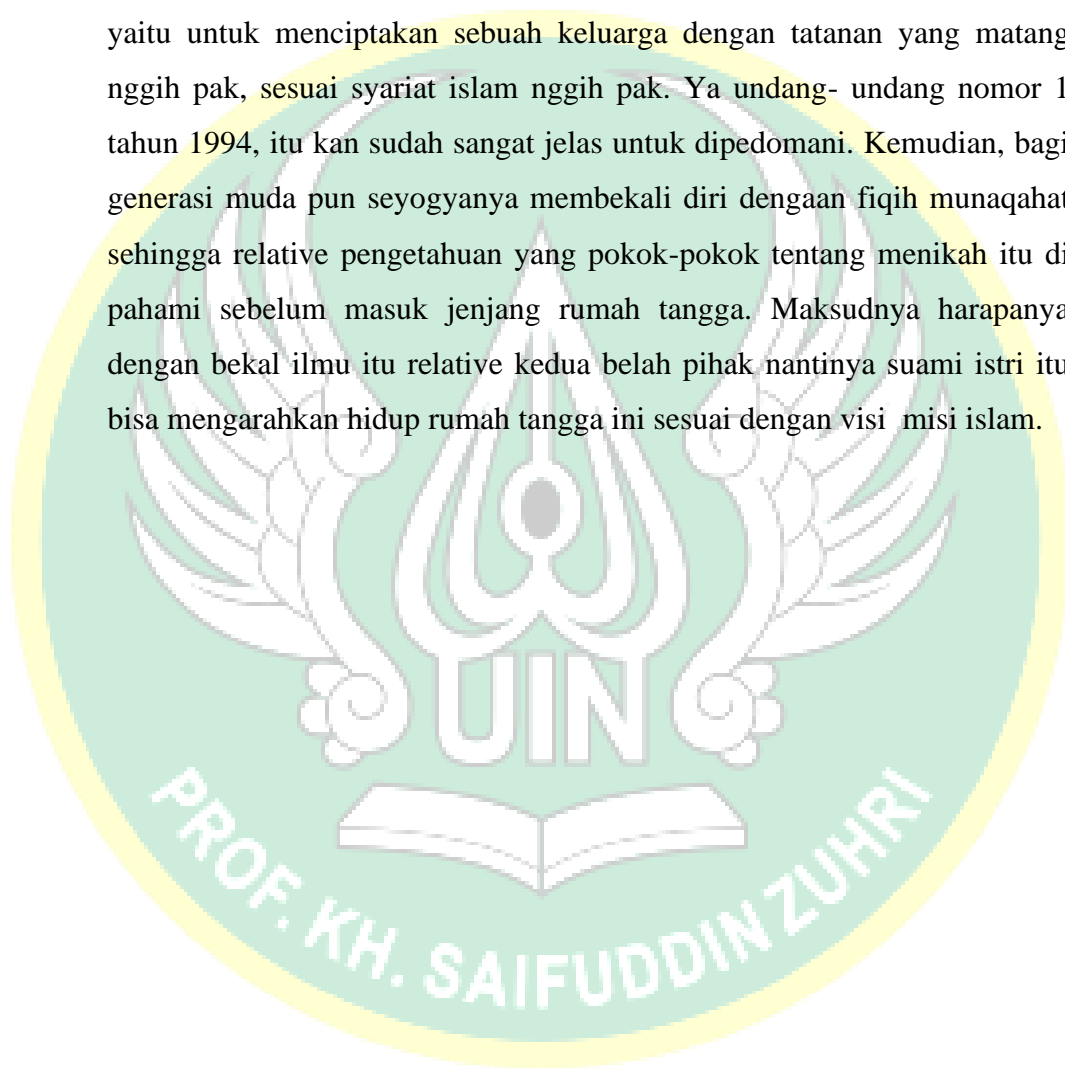 yaitu untuk menciptakan sebuah keluarga dengan tatanan yang matang
nggih pak, sesuai syariat islam nggih pak. Ya undang- undang nomor 1
tahun 1994, itu kan sudah sangat jelas untuk dipedomani. Kemudian, bagi
generasi muda pun seyogyanya membekali diri dengaan fiqih munaqahat
sehingga relative pengetahuan yang pokok-pokok tentang menikah itu di
pahami sebelum masuk jenjang rumah tangga. Maksudnya harapanya
dengan bekal ilmu itu relative kedua belah pihak nantinya suami istri itu
bisa mengarahkan hidup rumah tangga ini sesuai dengan visi  misi islam.
UIN
PROF. KH. SAIFUDDIN ZUHRI